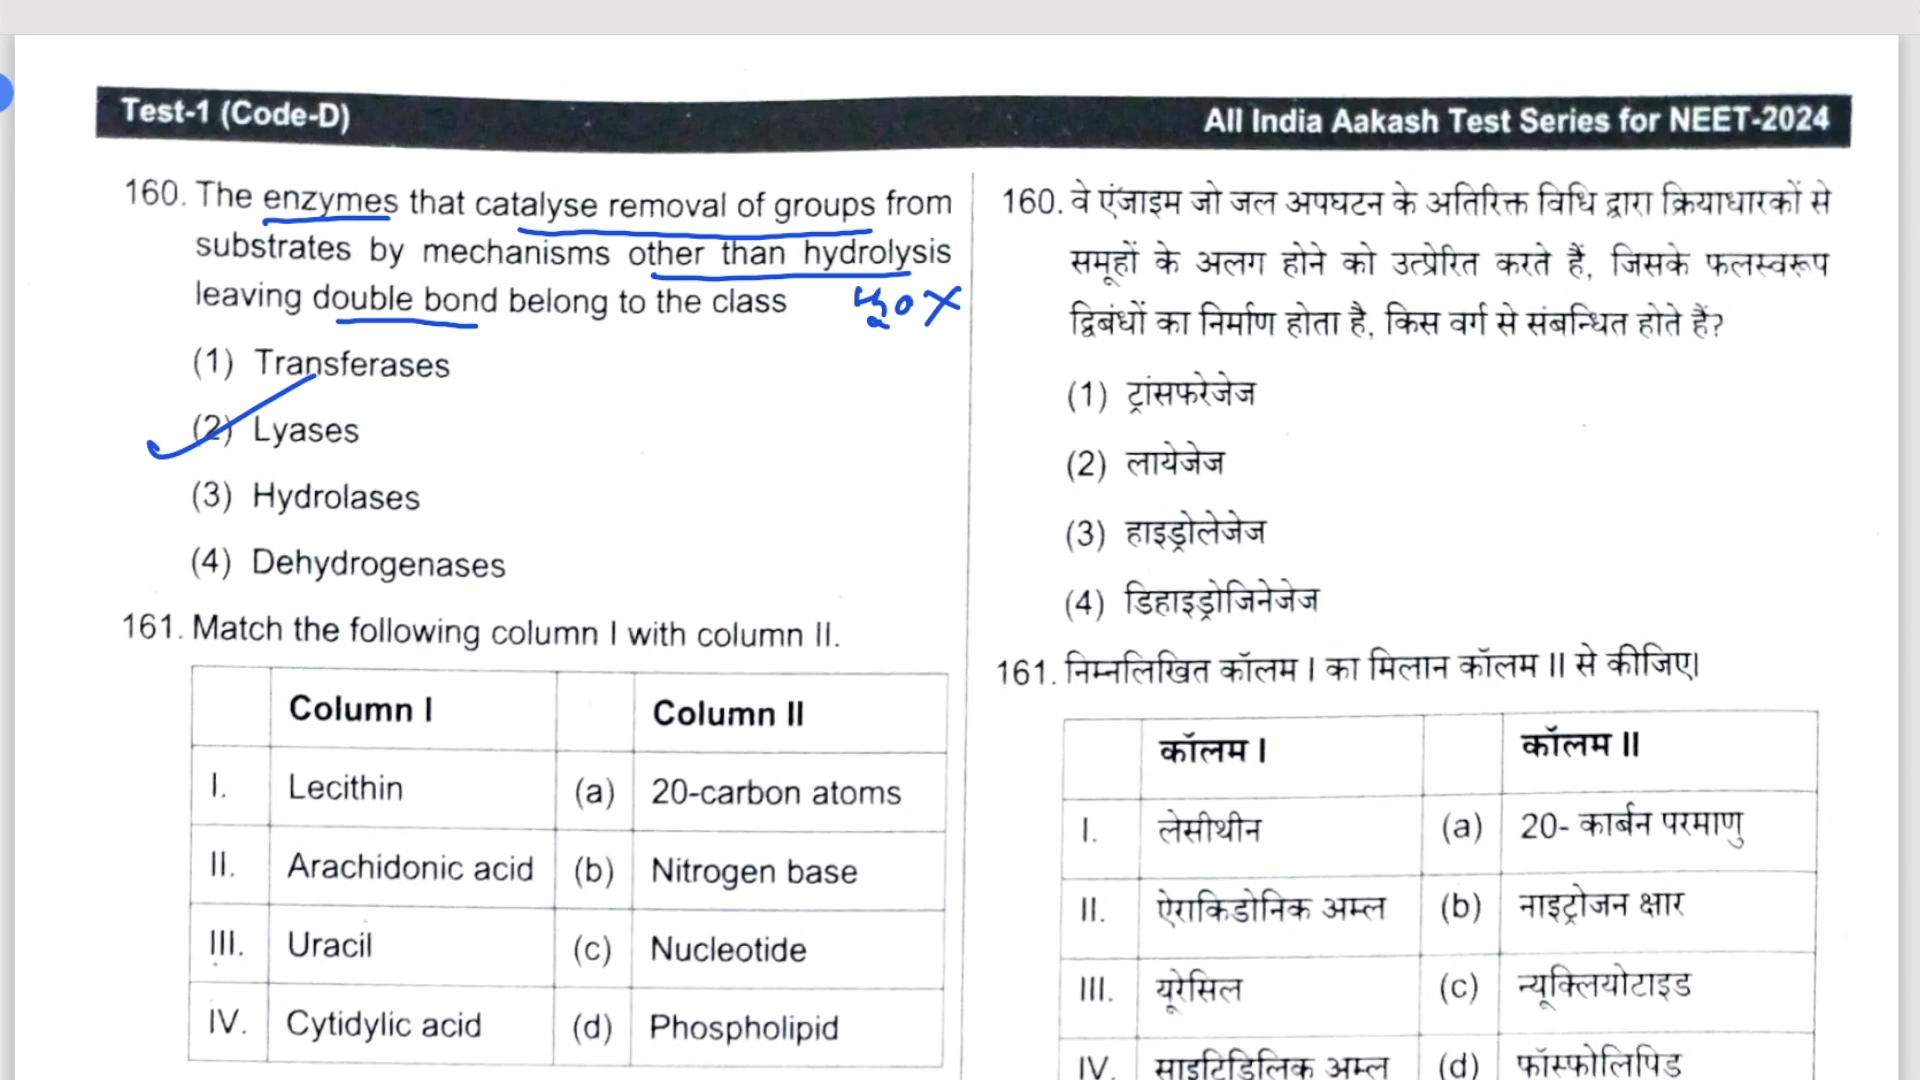 Test-1 (Code-D)
All India Aakash Test Series for NEET-2024
160. The enzymes that catalyse removal of groups from
substrates by mechanisms other than hydrolysis
leaving double bond belong to the class
H2O X
(1) Transferases
(2) Lyases
(3) Hydrolases
(4) Dehydrogenases
161. Match the following column I with column II.
Column I Column II
I. Lecithin (a) 20-carbon atoms
II. Arachidonic acid (b) Nitrogen base
III. Uracil (c) Nucleotide
IV. Cytidylic acid (d) Phospholipid
160. वे एंजाइम जो जल अपघटन के अतिरिक्त विधि द्वारा क्रियाधारकों से
समूहों के अलग होने को उत्प्रेरित करते हैं, जिसके फलस्वरूप
द्विबंधों का निर्माण होता है, किस वर्ग से संबन्धित होते हैं?
(1) ट्रांसफरेजेज
(2) लायेजेज
(3) हाइड्रोलेजेज
(4) डिहाइड्रोजिनेजेज
161. निम्नलिखित कॉलम I का मिलान कॉलम II से कीजिए।
कॉलम I कॉलम II
I. लेसीथीन (a) 20- कार्बन परमाणु
II. ऐराकिडोनिक अम्ल (b) नाइट्रोजन क्षार
III. यूरेसिल (c) न्यूक्लियोटाइड
IV. साइटिडिलिक अम्ल (d) फॉस्फोलिपिड